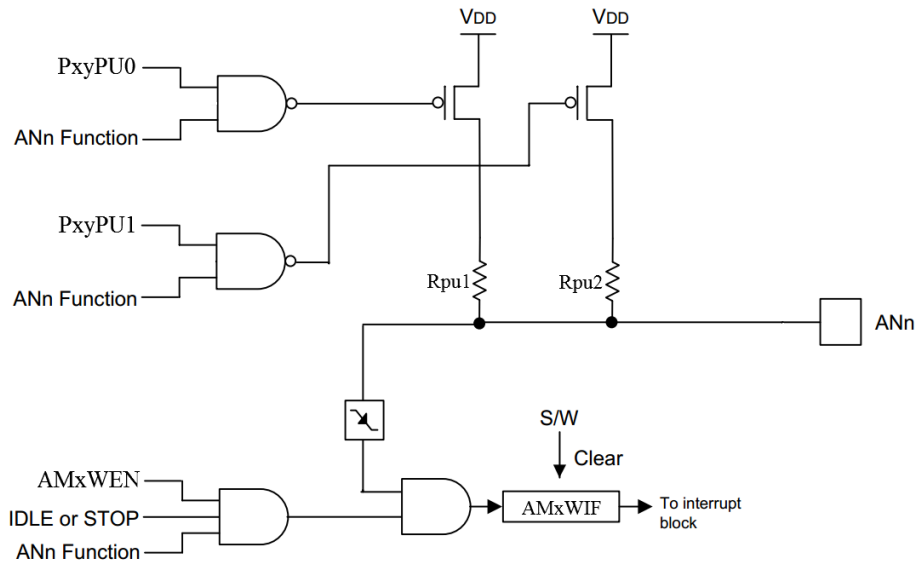 VDD
VDD
PxyPU0
ANn Function
PxyPU1
ANn Function
Rpu1
Rpu2
ANn
S/W
Clear
AMxWEN
IDLE or STOP
ANn Function
AMxWIF
To interrupt
block